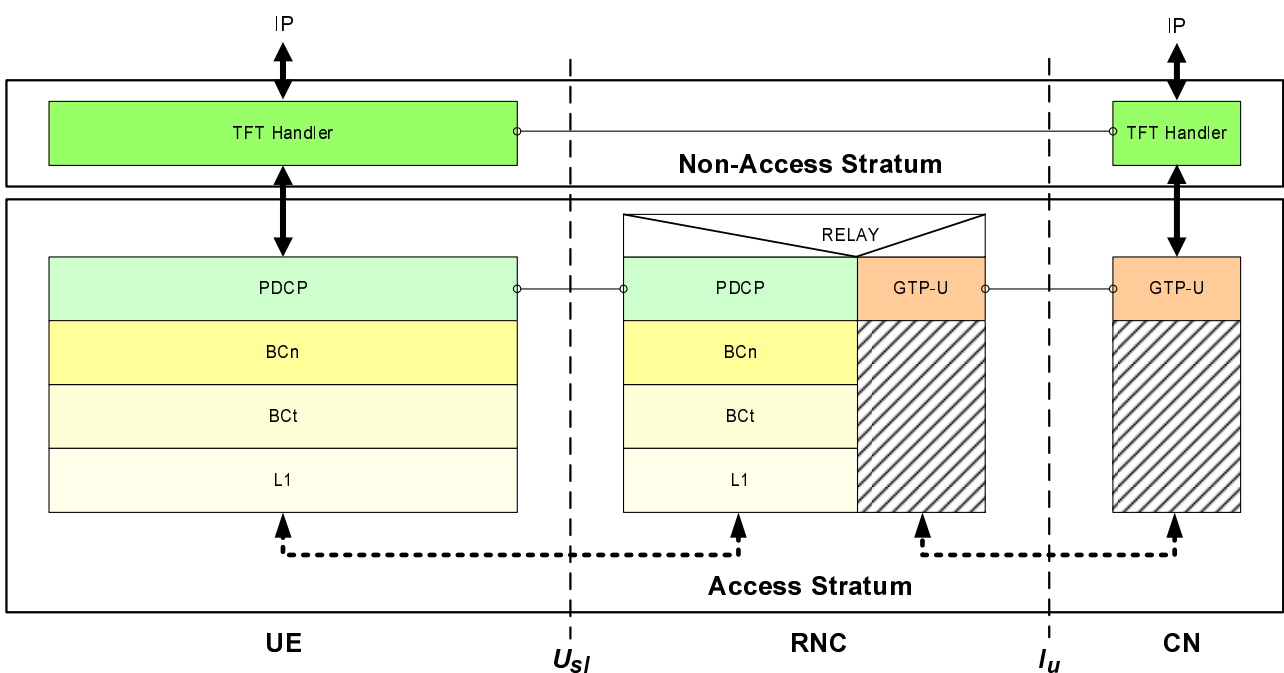 IP
IP
TFT Handler
TFT Handler
Non-Access Stratum
RELAY
PDCP
PDCP
GTP-U
GTP-U
BCn
BCn
BCt
BCt
L1
L1
Access Stratum
UE
RNC
CN
Usl
Iu